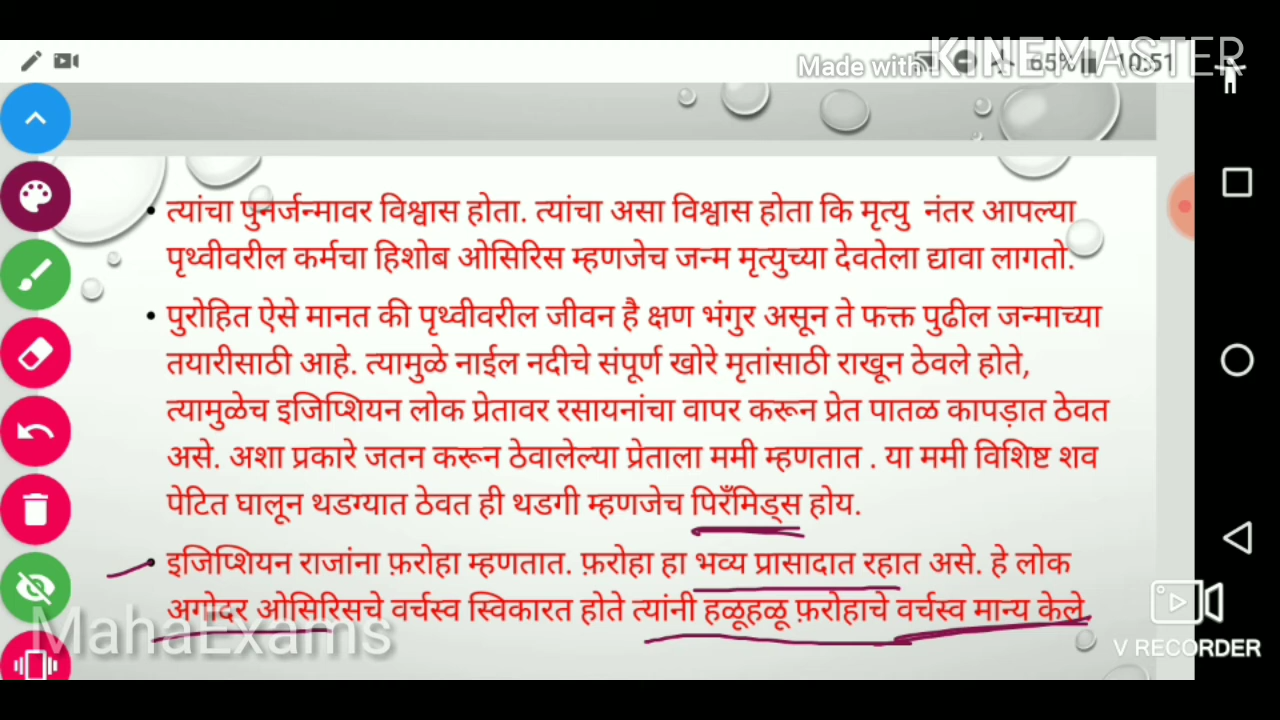 Made with KINEMASTER
65% 10:51
• त्यांचा पुनर्जन्मावर विश्वास होता. त्यांचा असा विश्वास होता कि मृत्यु नंतर आपल्या
पृथ्वीवरील कर्मचा हिशोब ओसिरिस म्हणजेच जन्म मृत्युच्या देवतेला द्यावा लागतो.
• पुरोहित ऐसे मानत की पृथ्वीवरील जीवन है क्षण भंगुर असून ते फक्त पुढील जन्माच्या
तयारीसाठी आहे. त्यामुळे नाईल नदीचे संपूर्ण खोरे मृतांसाठी राखून ठेवले होते,
त्यामुळेच इजिप्शियन लोक प्रेतावर रसायनांचा वापर करून प्रेत पातळ कापड़ात ठेवत
असे. अशा प्रकारे जतन करून ठेवालेल्या प्रेताला ममी म्हणतात . या ममी विशिष्ट शव
पेटित घालून थडग्यात ठेवत ही थडगी म्हणजेच पिरॅंमिड्स होय.
• इजिप्शियन राजांना फ़रोहा म्हणतात. फ़रोहा हा भव्य प्रासादात रहात असे. हे लोक
अगोदर ओसिरिसचे वर्चस्व स्विकारत होते त्यांनी हळूहळू फ़रोहाचे वर्चस्व मान्य केले.
MahaExams
V RECORDER